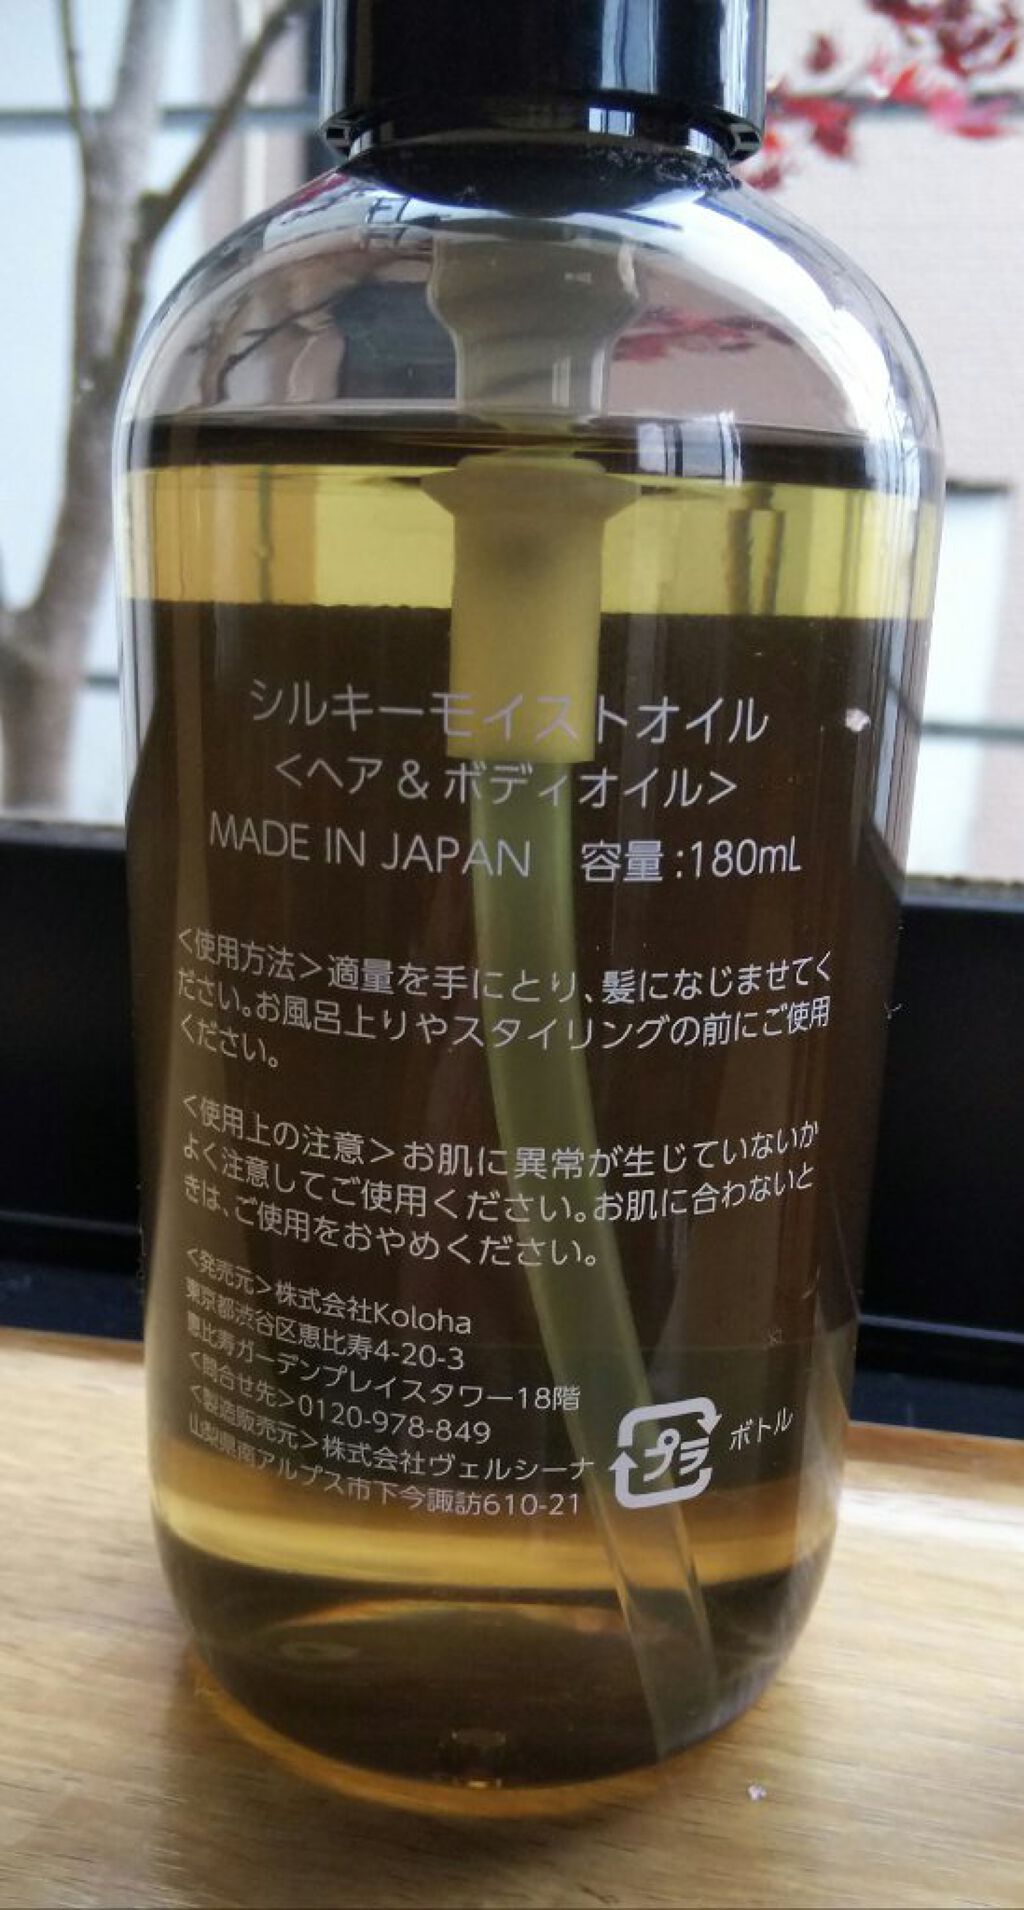 シルキーモイストオイル
<ヘア & ボディオイル>
MADE IN JAPAN 容量:180mL
<使用方法>適量を手にとり、髪になじませてく
ださい。お風呂上りやスタイリングの前にご使用
ください。
<使用上の注意>お肌に異常が生じていないか
よく注意してご使用ください。お肌に合わないと
きは、ご使用をおやめください。
<発売元>株式会社Koloha
東京都渋谷区恵比寿4-20-3
恵比寿ガーデンプレイスタワー18階
<問合せ先>0120-978-849
<製造販売元>株式会社ヴェルシーナ
山梨県南アルプス市下今諏訪610-21
プラ ボトル